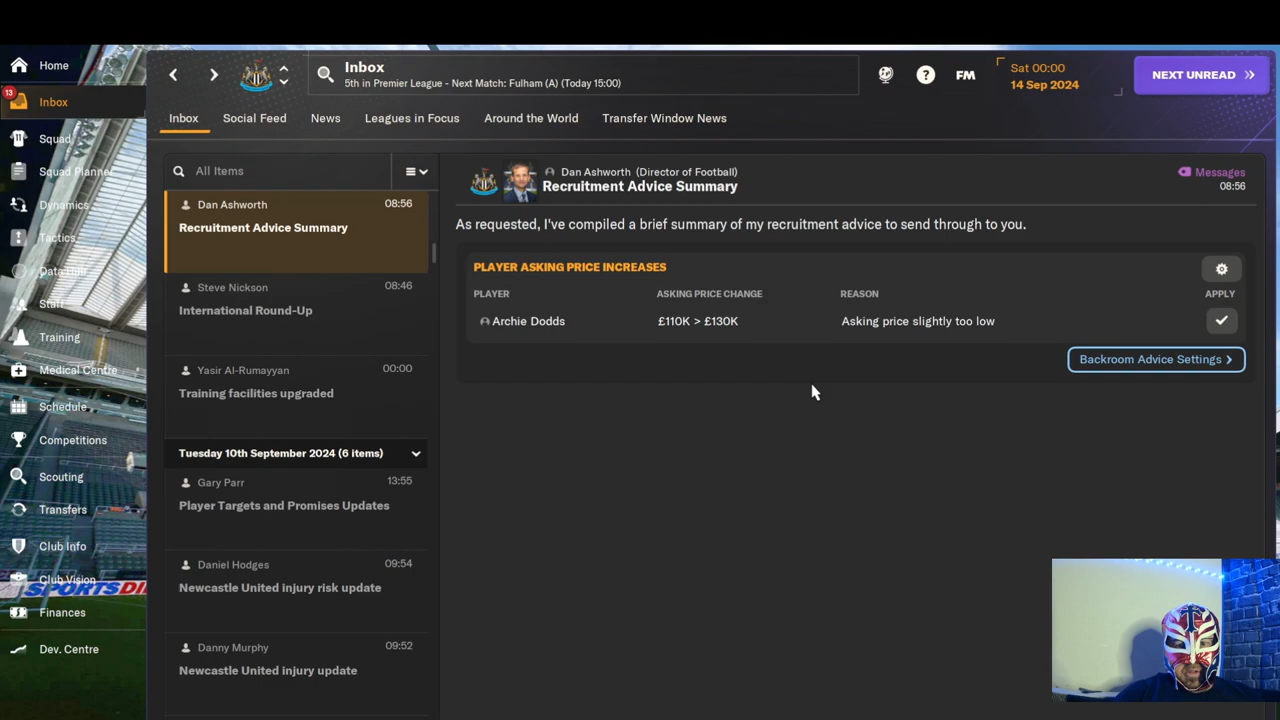 Home
13
Inbox
Squad
Squad Planner
Dynamics
Tactics
Data Hub
Staff
Training
Medical Centre
Schedule
Competitions
Scouting
Transfers
Club Info
Club Vision
SPORTS DI
Finances
Dev. Centre
Inbox
5th in Premier League - Next Match: Fulham (A) (Today 15:00)
FM
Sat 00:00
14 Sep 2024
NEXT UNREAD
Inbox
Social Feed
News
Leagues in Focus
Around the World
Transfer Window News
All Items
Dan Ashworth 08:56
Recruitment Advice Summary
Steve Nickson 08:46
International Round-Up
Yasir Al-Rumayyan 00:00
Training facilities upgraded
Tuesday 10th September 2024 (6 items)
Gary Parr 13:55
Player Targets and Promises Updates
Daniel Hodges 09:54
Newcastle United injury risk update
Danny Murphy 09:52
Newcastle United injury update
Dan Ashworth (Director of Football)
Recruitment Advice Summary
Messages
08:56
As requested, I've compiled a brief summary of my recruitment advice to send through to you.
PLAYER ASKING PRICE INCREASES
PLAYER ASKING PRICE CHANGE REASON APPLY
Archie Dodds £110K > £130K Asking price slightly too low
Backroom Advice Settings >